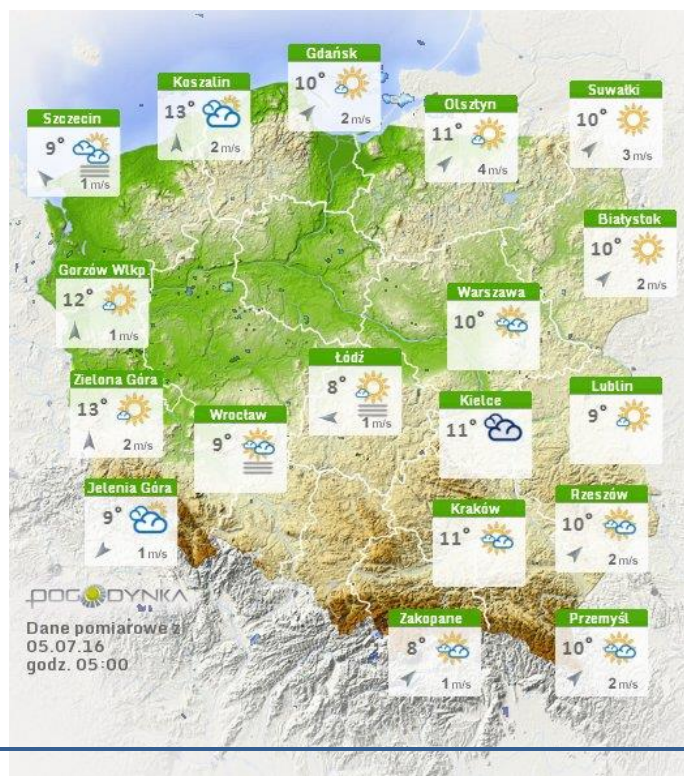 Gdańsk
10°
2 m/s
Koszalin
13°
2 m/s
Suwałki
10°
3 m/s
Olsztyn
11°
4 m/s
Szczecin
9°
1 m/s
Białystok
10°
2 m/s
Gorzów Wlkp.
12°
1 m/s
Warszawa
10°
Łódź
8°
1 m/s
Zielona Góra
13°
2 m/s
Lublin
9°
Kielce
11°
Wrocław
9°
Jelenia Góra
9°
1 m/s
Rzeszów
10°
2 m/s
Kraków
11°
POGODYNKA
Dane pomiarowe z
05.07.16
godz. 05:00
Zakopane
8°
1 m/s
Przemyśl
10°
2 m/s